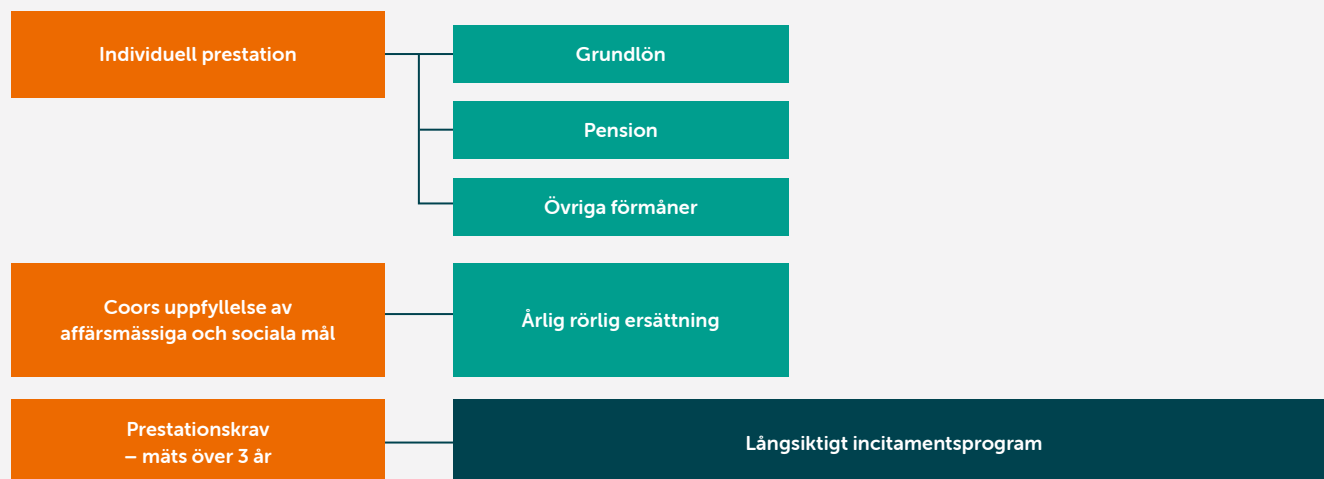 Individuell prestation
Grundlön
Pension
Övriga förmåner
Coors uppfyllelse av
affärsmässiga och sociala mål
Årlig rörlig ersättning
Prestationskrav
– mäts över 3 år
Långsiktigt incitamentsprogram